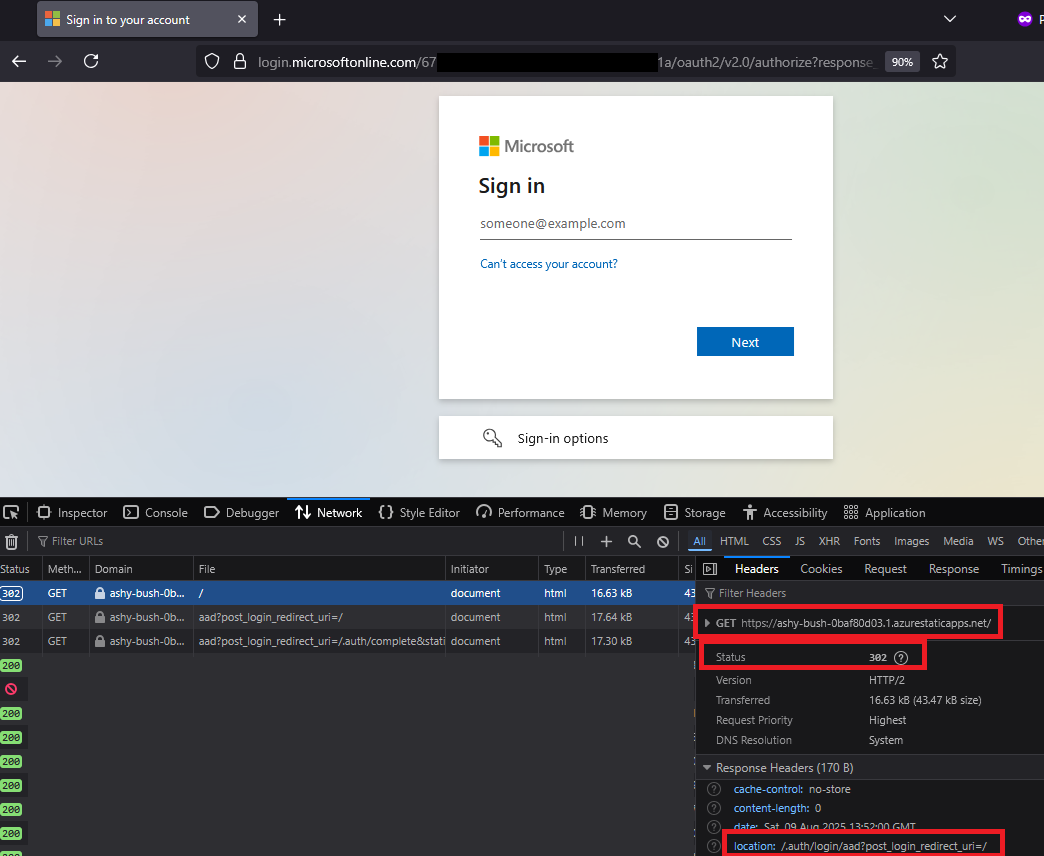 Sign in to your account
login.microsoftonline.com/67 1a/oauth2/v2.0/authorize?response_ 90%
Microsoft
Sign in
someone@example.com
Can't access your account?
Next
Sign-in options
Inspector Console Debugger Network Style Editor Performance Memory Storage Accessibility Application
Filter URLs All HTML CSS JS XHR Fonts Images Media WS Other
Status Meth... Domain File Initiator Type Transferred Si
302 GET ashy-bush-0b... / document html 16.63 kB 43
302 GET ashy-bush-0b... aad?post_login_redirect_uri=/ document html 17.64 kB 43
302 GET ashy-bush-0b... aad?post_login_redirect_uri=/.auth/complete&stati document html 17.30 kB 43
200
200
200
200
200
200
200
Headers Cookies Request Response Timings
Filter Headers
GET https://ashy-bush-0baf80d03.1.azurestaticapps.net/
Status 302
Version HTTP/2
Transferred 16.63 kB (43.47 kB size)
Request Priority Highest
DNS Resolution System
Response Headers (170 B)
cache-control: no-store
content-length: 0
date: Sat, 09 Aug 2025 13:52:00 GMT
location: /.auth/login/aad?post_login_redirect_uri=/